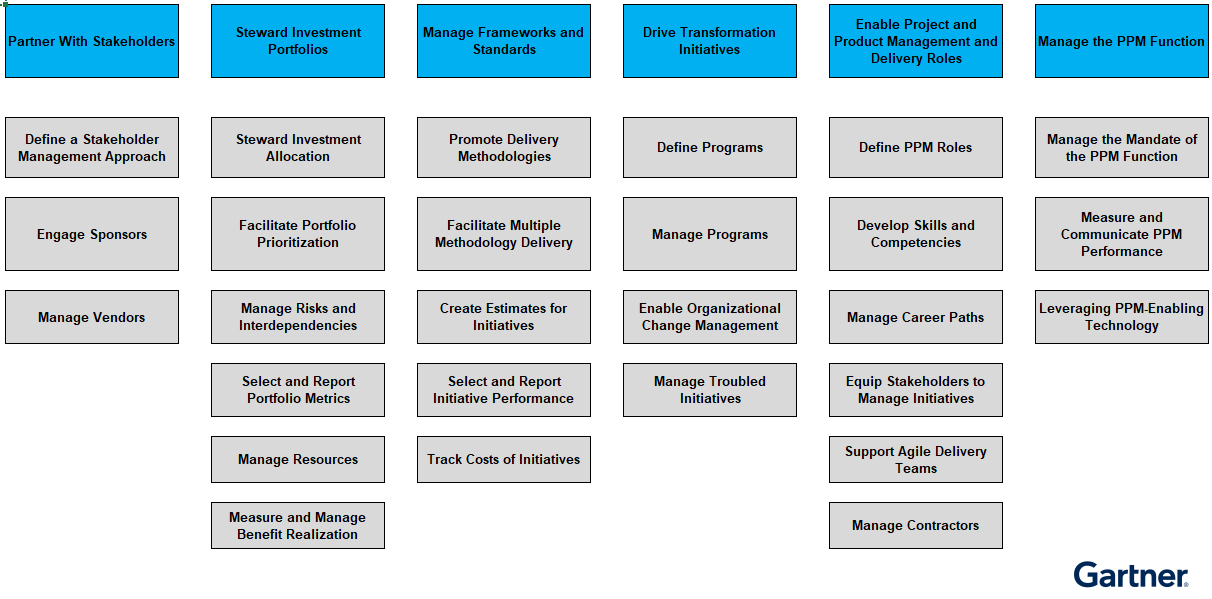 Partner With Stakeholders
Steward Investment
Portfolios
Manage Frameworks and
Standards
Drive Transformation
Initiatives
Enable Project and
Product Management and
Delivery Roles
Manage the PPM Function
Define a Stakeholder
Management Approach
Steward Investment
Allocation
Promote Delivery
Methodologies
Define Programs
Define PPM Roles
Manage the Mandate of
the PPM Function
Engage Sponsors
Facilitate Portfolio
Prioritization
Facilitate Multiple
Methodology Delivery
Manage Programs
Develop Skills and
Competencies
Measure and
Communicate PPM
Performance
Manage Vendors
Manage Risks and
Interdependencies
Create Estimates for
Initiatives
Enable Organizational
Change Management
Manage Career Paths
Leveraging PPM-Enabling
Technology
Select and Report
Portfolio Metrics
Select and Report
Initiative Performance
Manage Troubled
Initiatives
Equip Stakeholders to
Manage Initiatives
Manage Resources
Track Costs of Initiatives
Support Agile Delivery
Teams
Measure and Manage
Benefit Realization
Manage Contractors
Gartner®